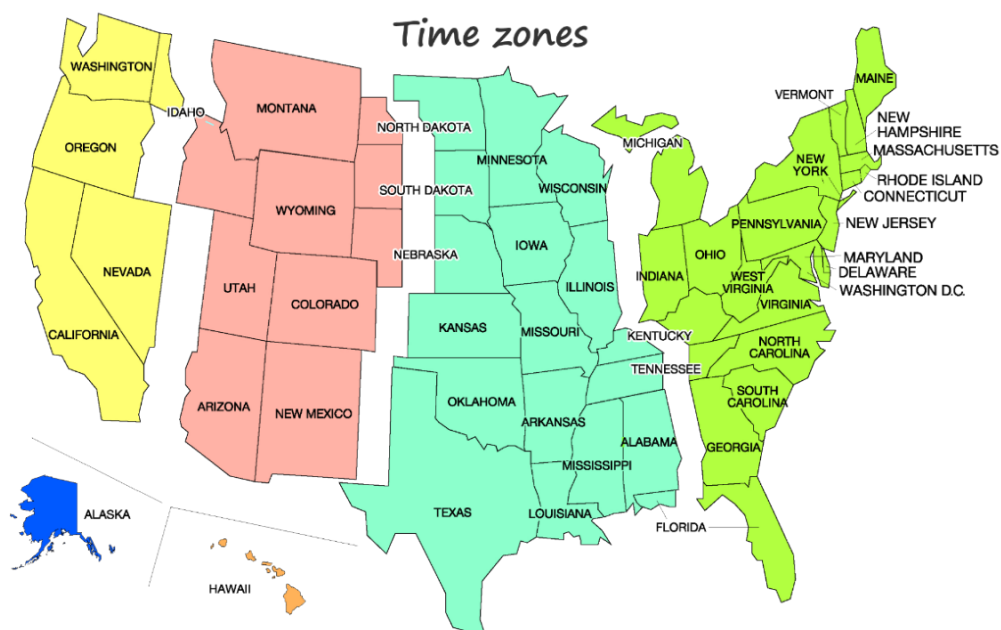 Time zones
WASHINGTON
IDAHO
MONTANA
OREGON
NORTH DAKOTA
MINNESOTA
SOUTH DAKOTA
WISCONSIN
MICHIGAN
WYOMING
NEVADA
NEBRASKA
IOWA
UTAH
COLORADO
ILLINOIS
INDIANA
OHIO
CALIFORNIA
KANSAS
MISSOURI
KENTUCKY
TENNESSEE
ARIZONA
NEW MEXICO
OKLAHOMA
ARKANSAS
MISSISSIPPI
ALABAMA
TEXAS
LOUISIANA
FLORIDA
GEORGIA
SOUTH
CAROLINA
NORTH
CAROLINA
VIRGINIA
WEST
VIRGINIA
PENNSYLVANIA
NEW
YORK
VERMONT
MAINE
NEW
HAMPSHIRE
MASSACHUSETTS
RHODE ISLAND
CONNECTICUT
NEW JERSEY
MARYLAND
DELAWARE
WASHINGTON D.C.
ALASKA
HAWAII